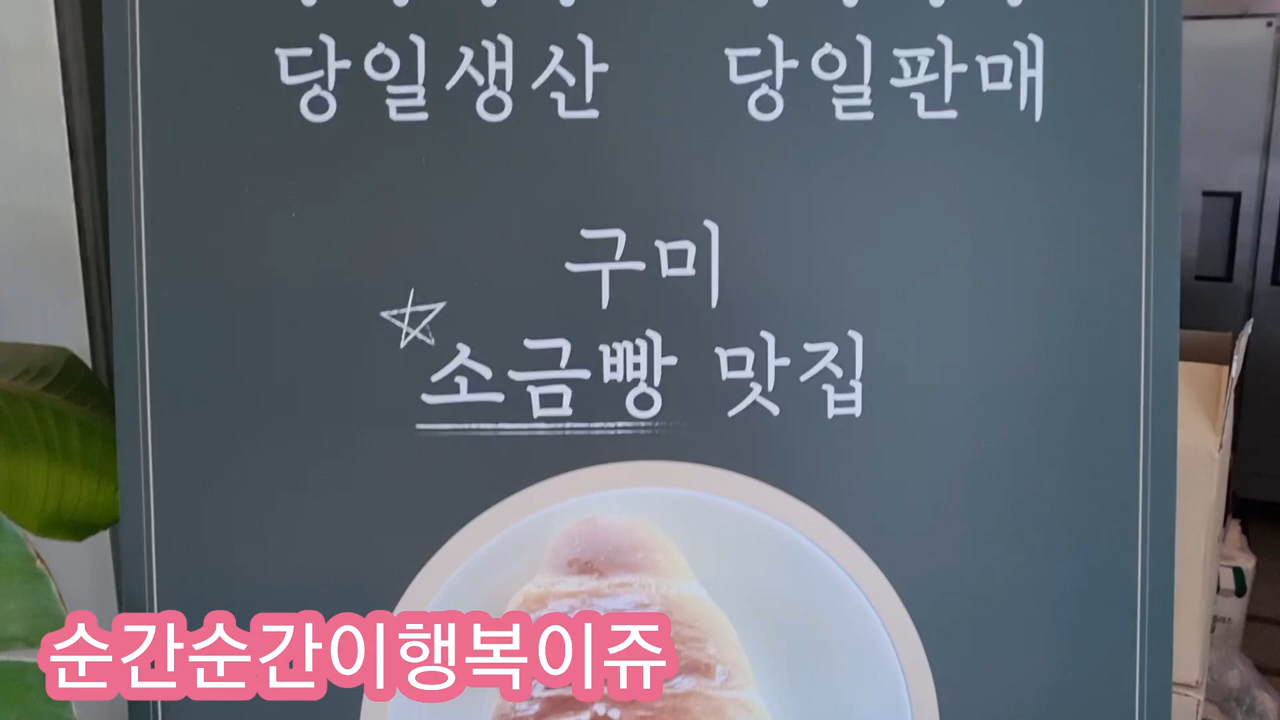 당일생산 당일판매
구미
소금빵 맛집
순간순간이행복이쥬